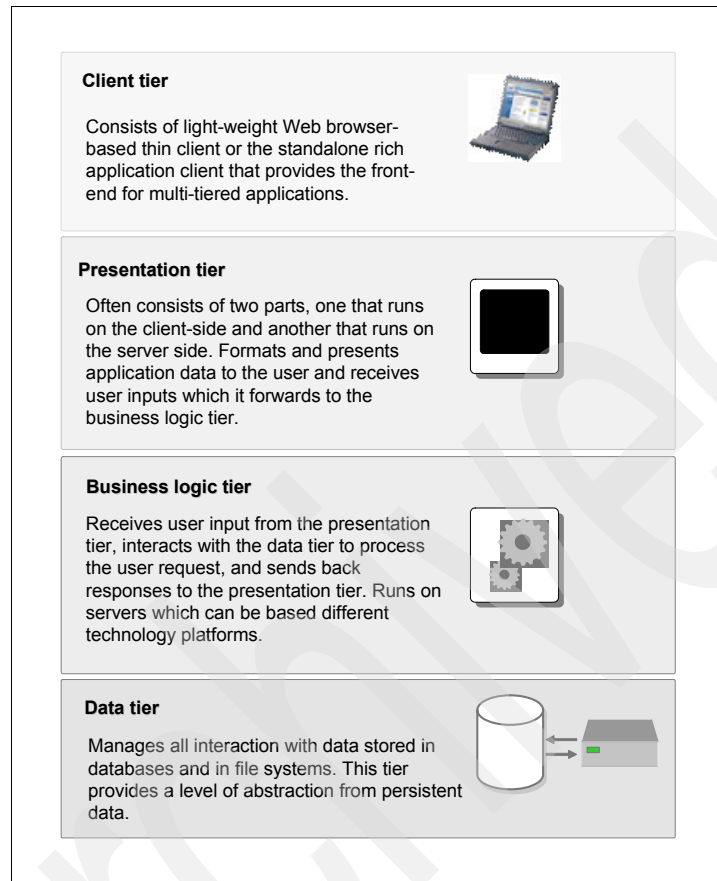 Client tier
Consists of light-weight Web browser-
based thin client or the standalone rich
application client that provides the front-
end for multi-tiered applications.
Presentation tier
Often consists of two parts, one that runs
on the client-side and another that runs on
the server side. Formats and presents
application data to the user and receives
user inputs which it forwards to the
business logic tier.
Business logic tier
Receives user input from the presentation
tier, interacts with the data tier to process
the user request, and sends back
responses to the presentation tier. Runs on
servers which can be based different
technology platforms.
Data tier
Manages all interaction with data stored in
databases and in file systems. This tier
provides a level of abstraction from persistent
data.